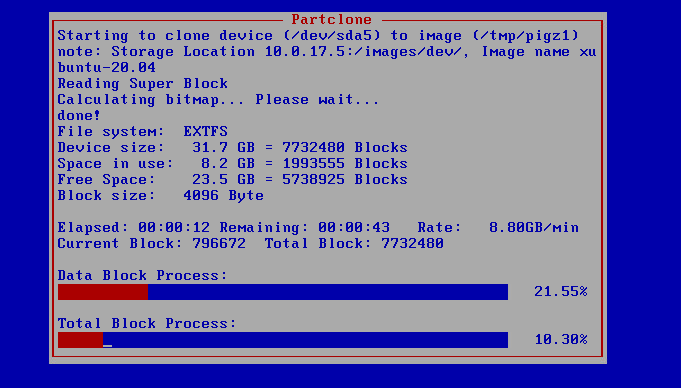 Partclone
Starting to clone device (/dev/sda5) to image (/tmp/pigz1)
note: Storage Location 10.0.17.5:/images/dev/, Image name xu
buntu-20.04
Reading Super Block
Calculating bitmap... Please wait...
done!
File system:  EXTFS
Device size:   31.7 GB = 7732480 Blocks
Space in use:   8.2 GB = 1993555 Blocks
Free Space:    23.5 GB = 5738925 Blocks
Block size:   4096 Byte
Elapsed: 00:00:12 Remaining: 00:00:43   Rate:   8.80GB/min
Current Block: 796672  Total Block: 7732480
Data Block Process:
21.55%
Total Block Process:
10.30%